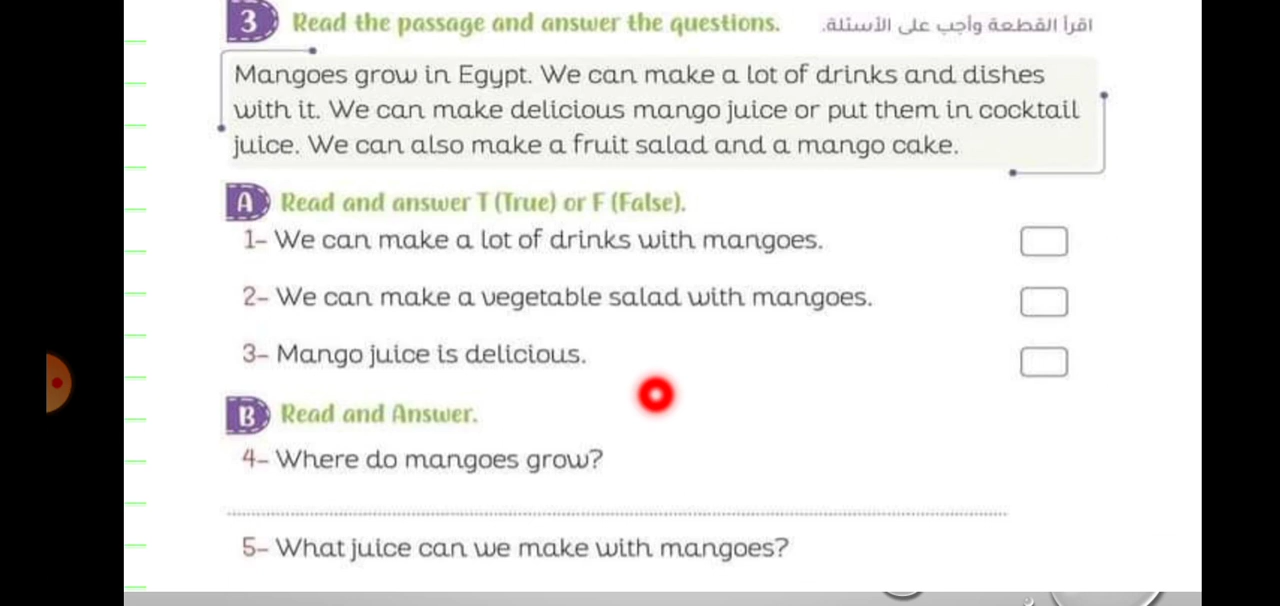 3 Read the passage and answer the questions. اقرأ القطعة وأجب على الأسئلة.
Mangoes grow in Egypt. We can make a lot of drinks and dishes
with it. We can make delicious mango juice or put them in cocktail
juice. We can also make a fruit salad and a mango cake.
A Read and answer T (True) or F (False).
1- We can make a lot of drinks with mangoes.
2- We can make a vegetable salad with mangoes.
3- Mango juice is delicious.
B Read and Answer.
4- Where do mangoes grow?
5- What juice can we make with mangoes?